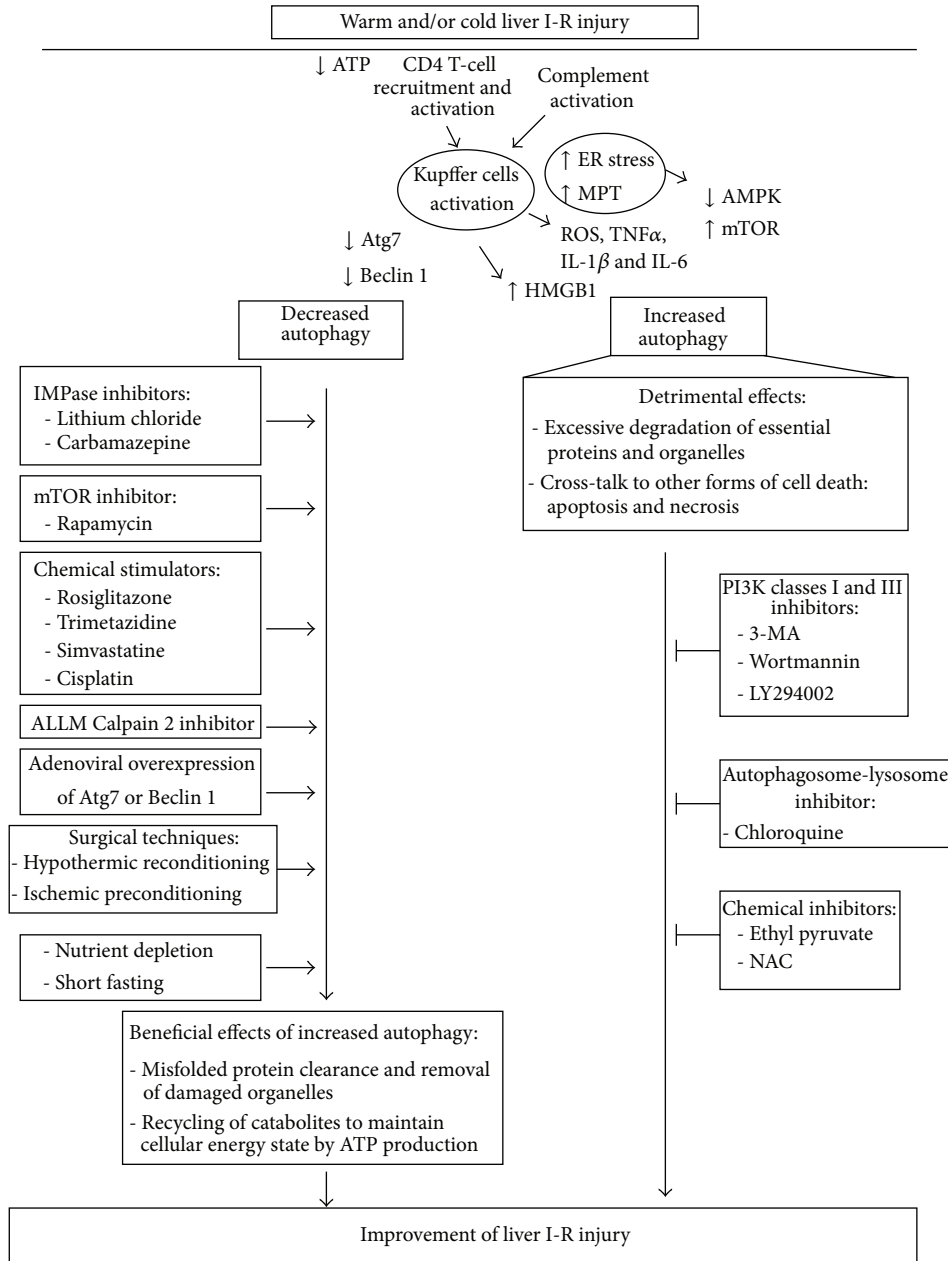 Warm and/or cold liver I-R injury
↓ ATP
CD4 T-cell
recruitment and
activation
Complement
activation
Kupffer cells
activation
↑ ER stress
↑ MPT
↓ AMPK
↑ mTOR
ROS, TNFα,
IL-1β and IL-6
↑ HMGB1
↓ Atg7
↓ Beclin 1
Decreased
autophagy
IMPase inhibitors:
- Lithium chloride
- Carbamazepine
mTOR inhibitor:
- Rapamycin
Chemical stimulators:
- Rosiglitazone
- Trimetazidine
- Simvastatine
- Cisplatin
ALLM Calpain 2 inhibitor
Adenoviral overexpression
of Atg7 or Beclin 1
Surgical techniques:
- Hypothermic reconditioning
- Ischemic preconditioning
- Nutrient depletion
- Short fasting
Beneficial effects of increased autophagy:
- Misfolded protein clearance and removal
of damaged organelles
- Recycling of catabolites to maintain
cellular energy state by ATP production
Increased
autophagy
Detrimental effects:
- Excessive degradation of essential
proteins and organelles
- Cross-talk to other forms of cell death:
apoptosis and necrosis
PI3K classes I and III
inhibitors:
- 3-MA
- Wortmannin
- LY294002
Autophagosome-lysosome
inhibitor:
- Chloroquine
Chemical inhibitors:
- Ethyl pyruvate
- NAC
Improvement of liver I-R injury